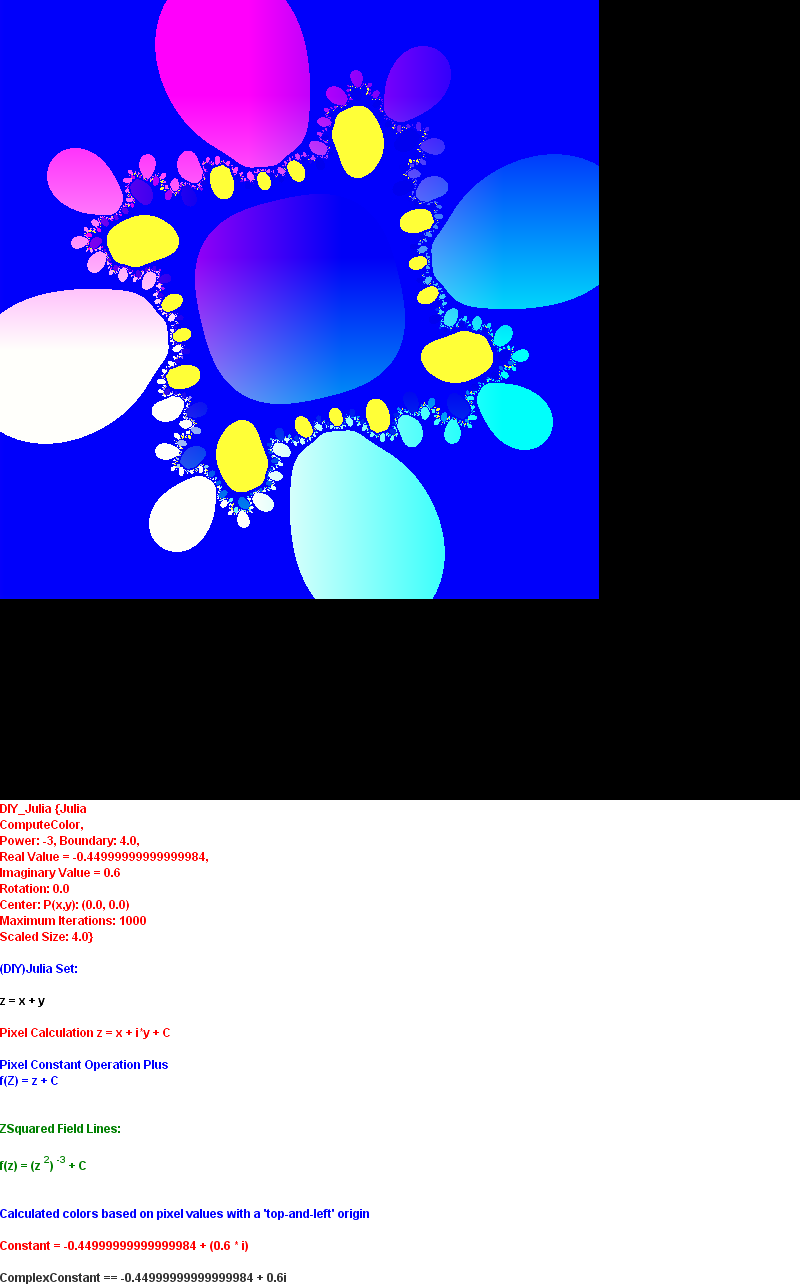 DIY_Julia {Julia
ComputeColor,
Power: -3, Boundary: 4.0,
Real Value = -0.44999999999999984,
Imaginary Value = 0.6
Rotation: 0.0
Center: P(x,y): (0.0, 0.0)
Maximum Iterations: 1000
Scaled Size: 4.0}
(DIY)Julia Set:
z = x + y
Pixel Calculation z = x + i*y + C
Pixel Constant Operation Plus
f(Z) = z + C
ZSquared Field Lines:
f(z) = (z 2) -3 + C
Calculated colors based on pixel values with a 'top-and-left' origin
Constant = -0.44999999999999984 + (0.6 * i)
ComplexConstant == -0.44999999999999984 + 0.6i